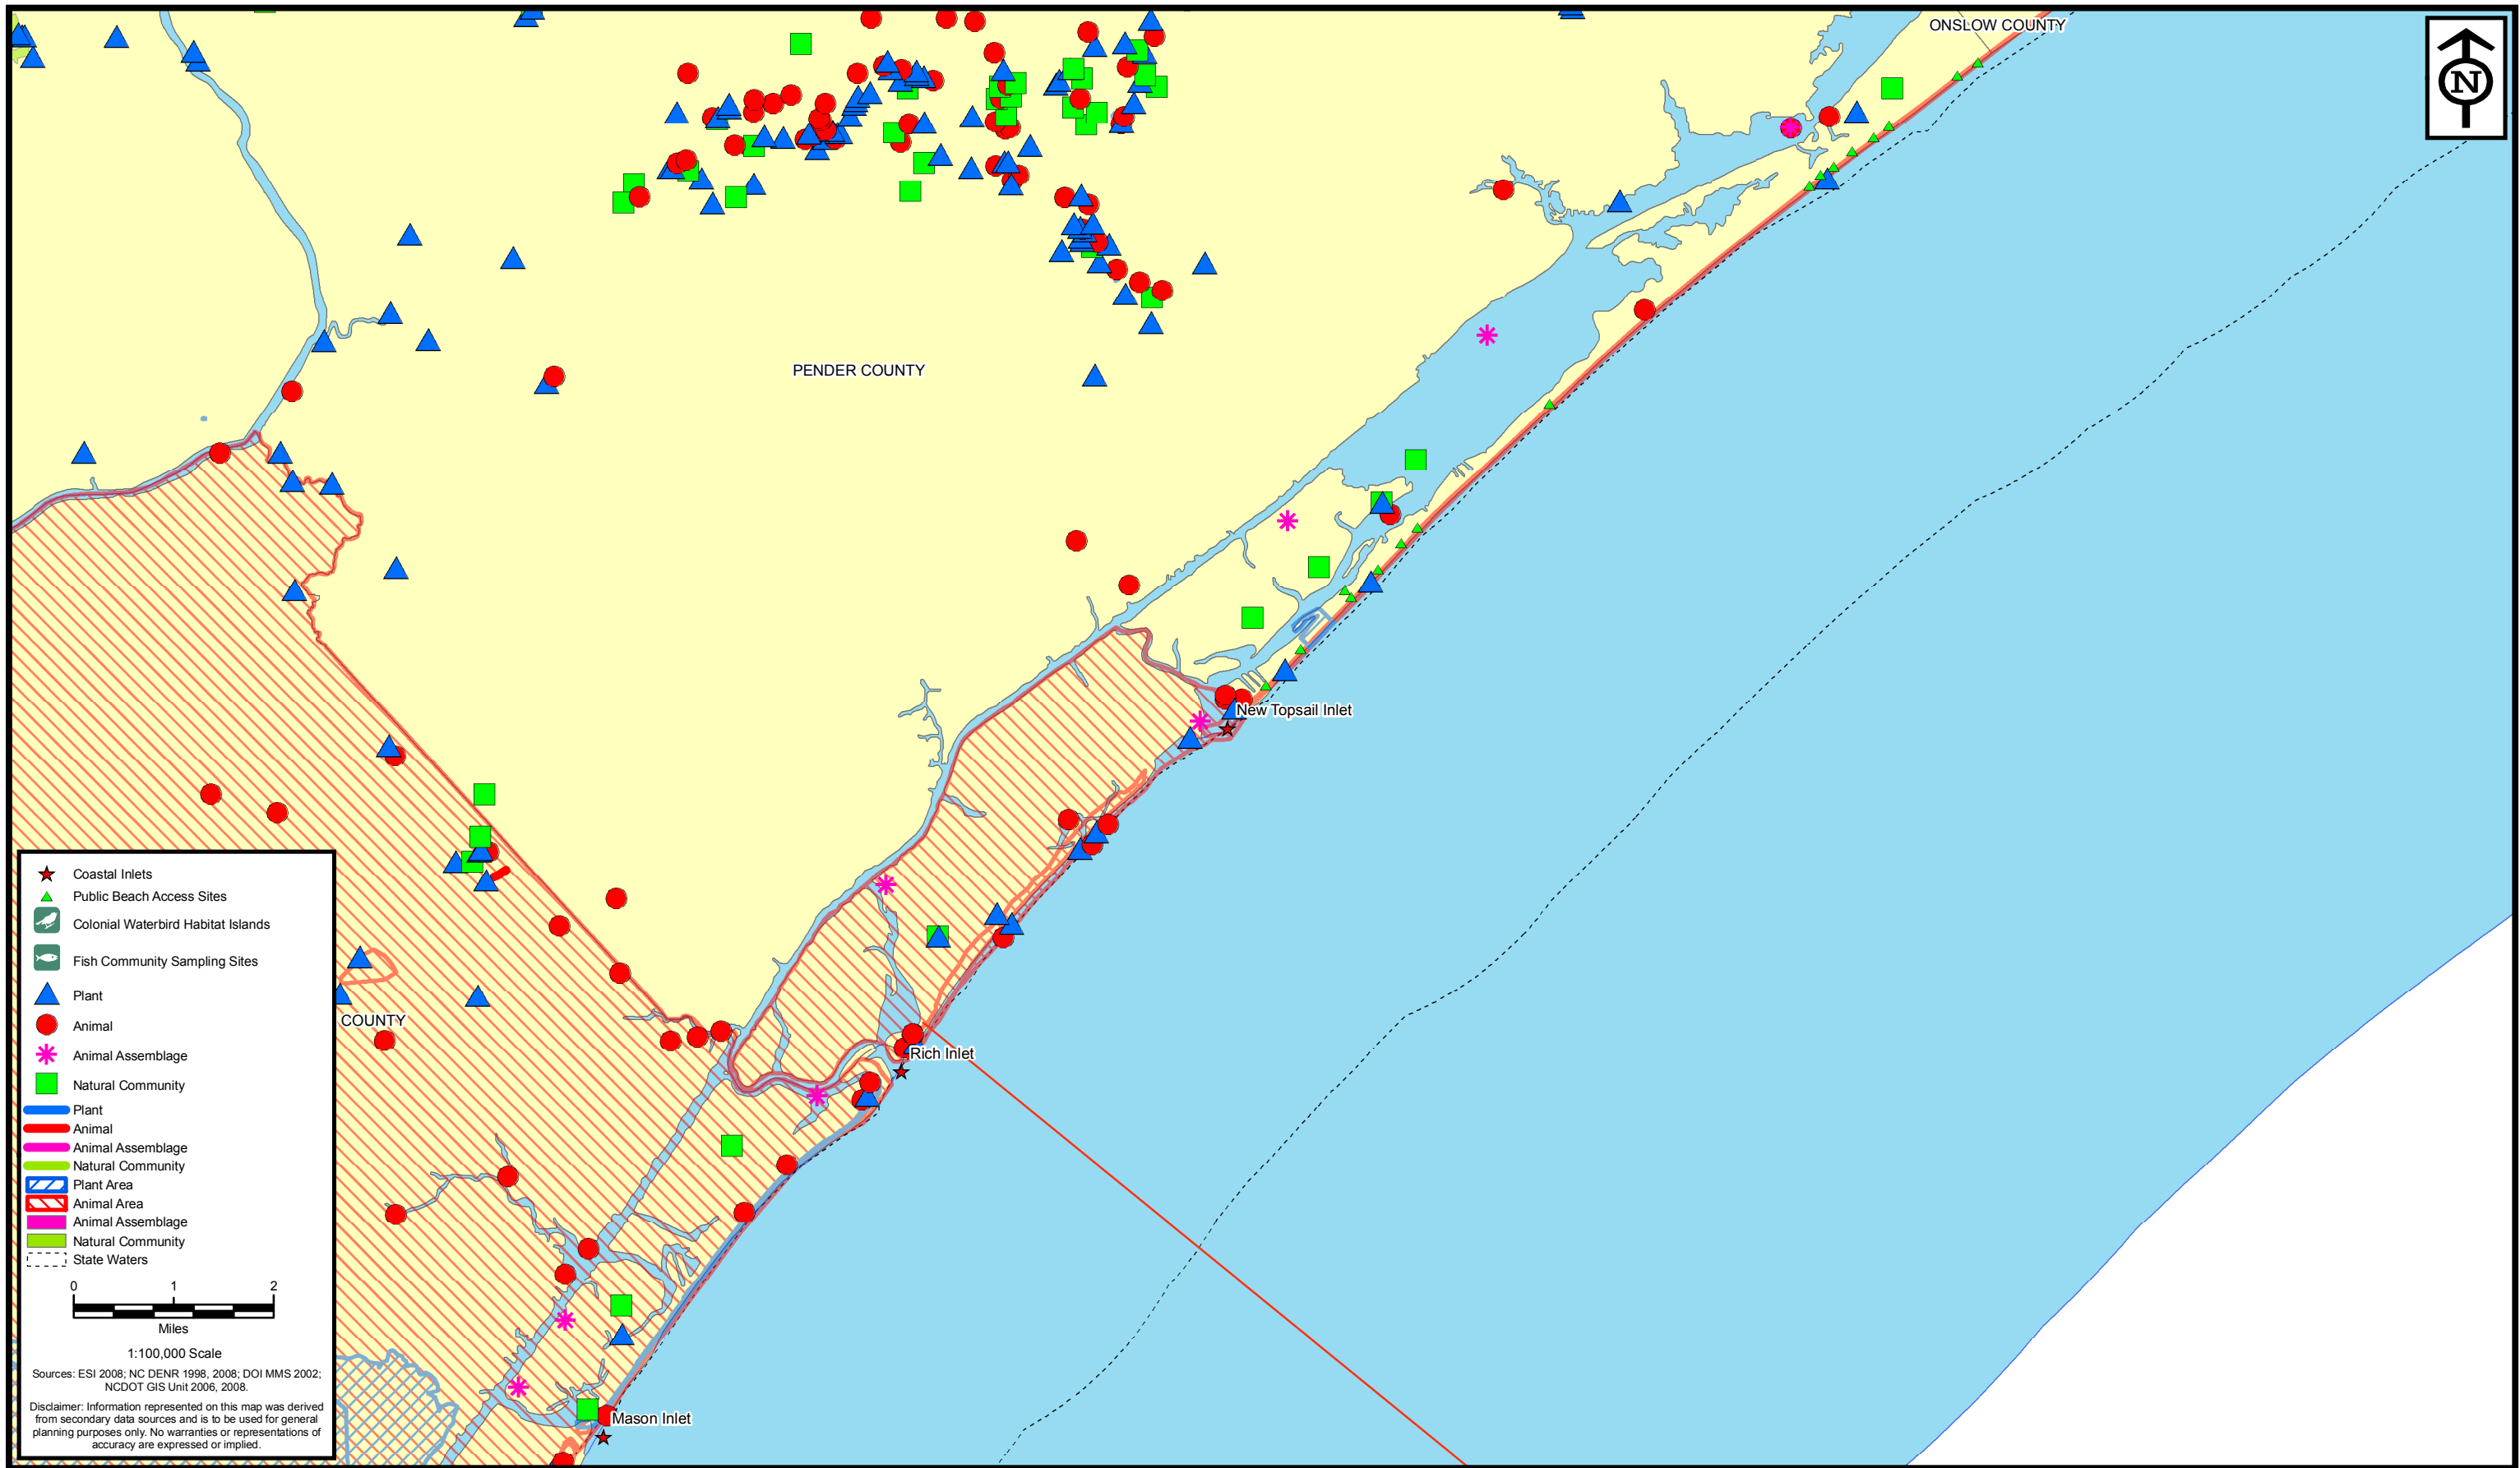 ONSLOW COUNTY
N
PENDER COUNTY
New Topsail Inlet
Rich Inlet
COUNTY
Mason Inlet
Coastal Inlets
Public Beach Access Sites
Colonial Waterbird Habitat Islands
Fish Community Sampling Sites
Plant
Animal
Animal Assemblage
Natural Community
Plant
Animal
Animal Assemblage
Natural Community
Plant Area
Animal Area
Animal Assemblage
Natural Community
State Waters
0 1 2
Miles
1:100,000 Scale
Sources: ESI 2008; NC DENR 1998, 2008; DOI MMS 2002;
NCDOT GIS Unit 2006, 2008.
Disclaimer: Information represented on this map was derived
from secondary data sources and is to be used for general
planning purposes only. No warranties or representations of
accuracy are expressed or implied.